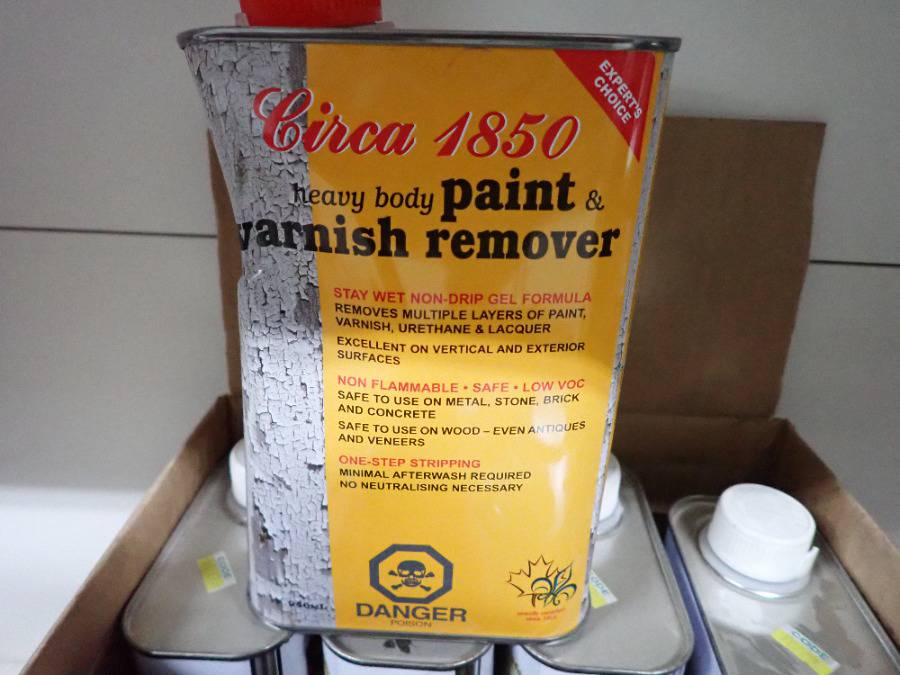 EXPERT'S
CHOICE
Circa 1850
heavy body paint &
varnish remover
STAY WET NON-DRIP GEL FORMULA
REMOVES MULTIPLE LAYERS OF PAINT,
VARNISH, URETHANE & LACQUER
EXCELLENT ON VERTICAL AND EXTERIOR
SURFACES
NON FLAMMABLE • SAFE • LOW VOC
SAFE TO USE ON METAL, STONE, BRICK
AND CONCRETE
SAFE TO USE ON WOOD – EVEN ANTIQUES
AND VENEERS
ONE-STEP STRIPPING
MINIMAL AFTERWASH REQUIRED
NO NEUTRALISING NECESSARY
DANGER
POISON
CODE
CODE
CODE